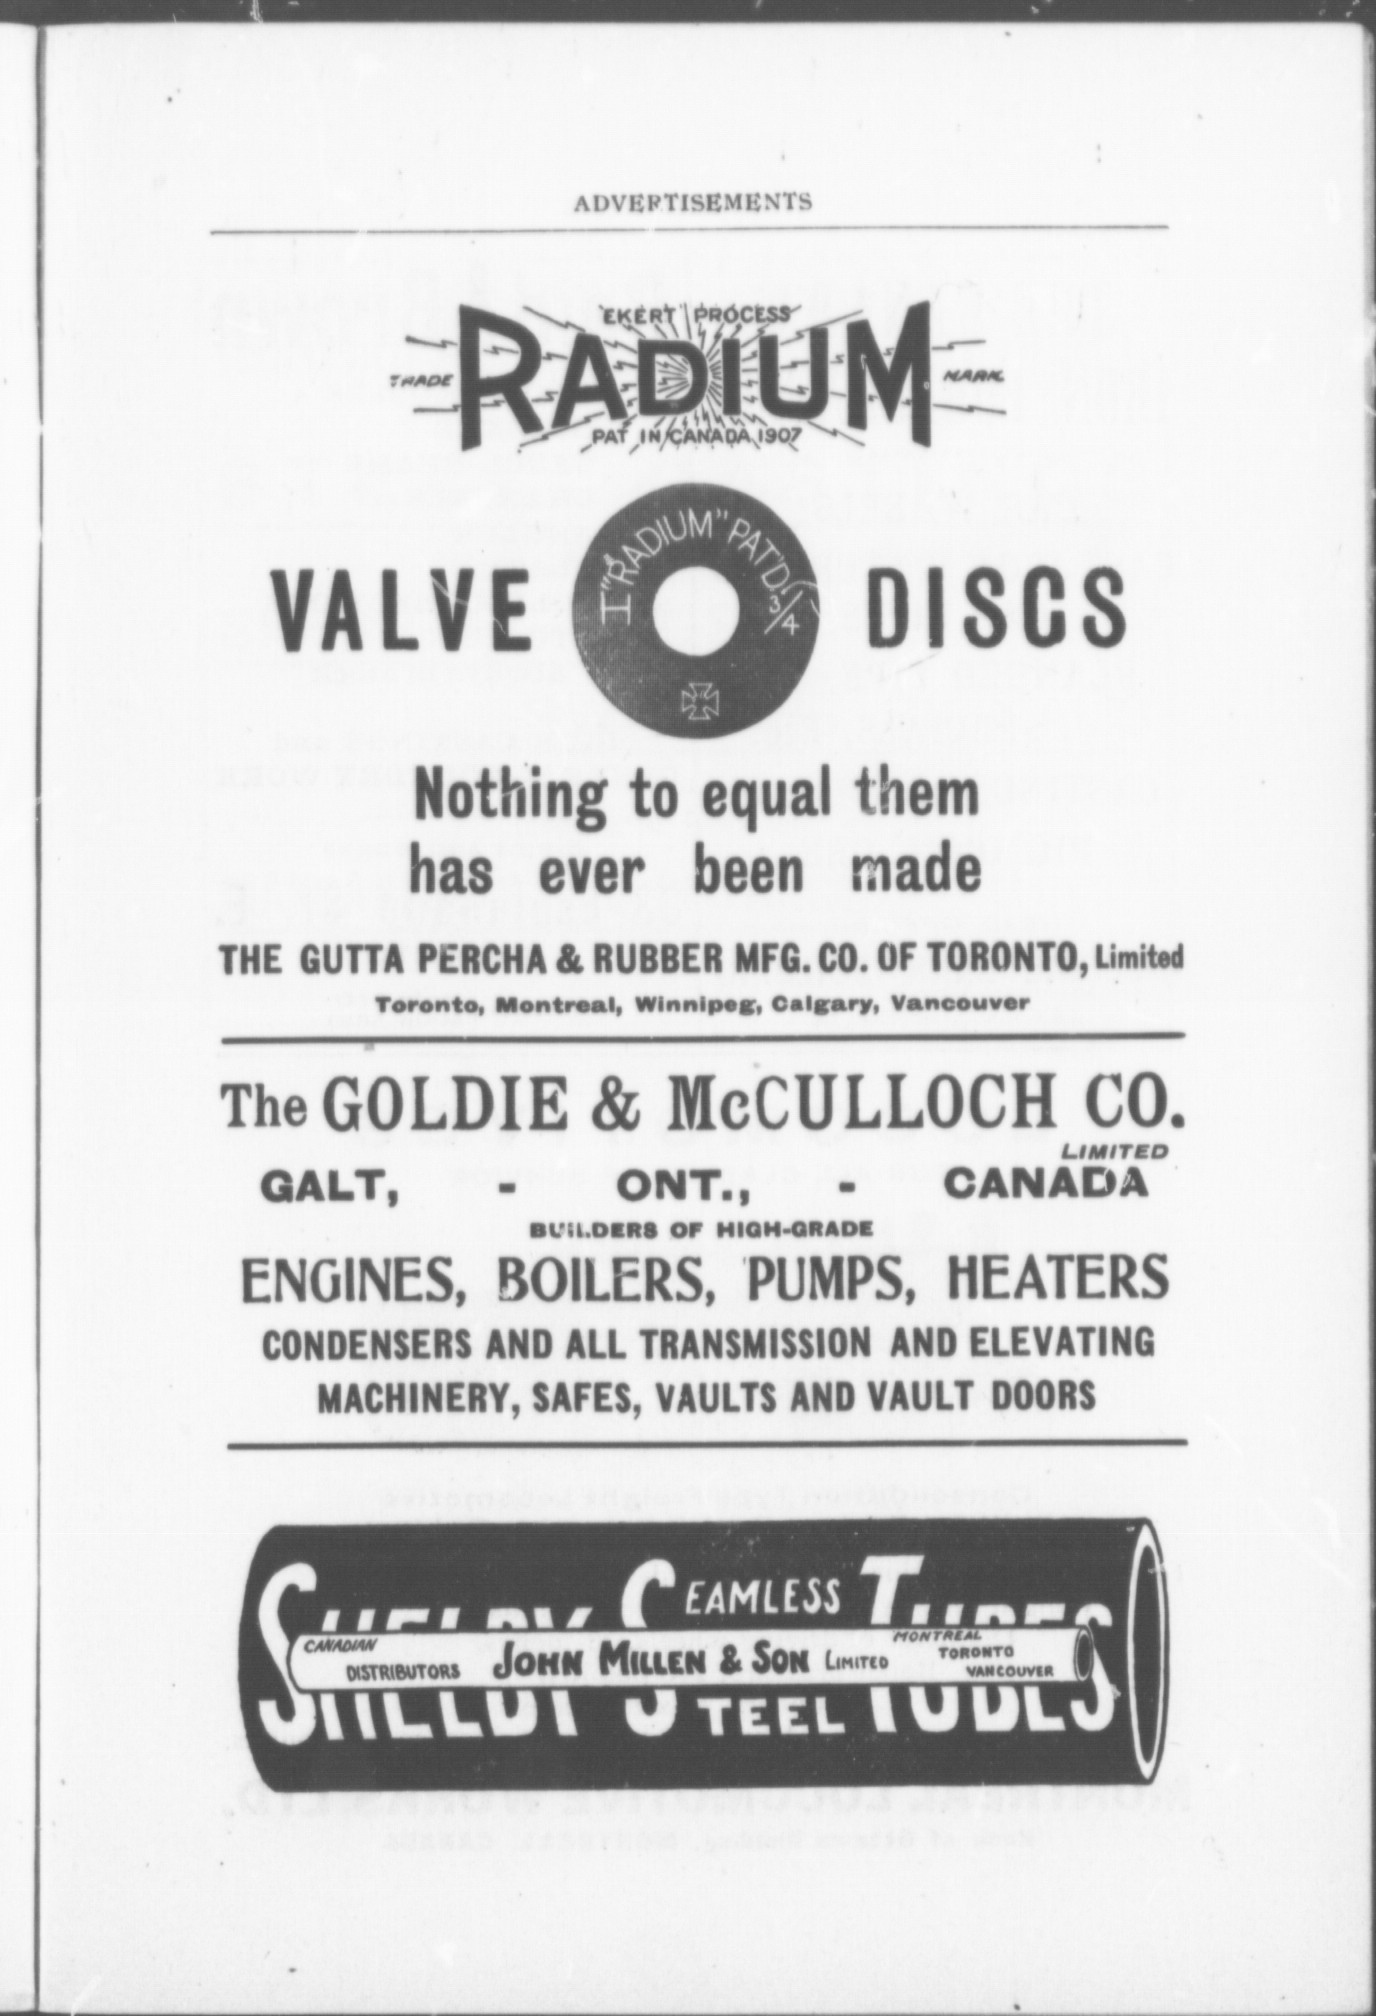 ADVERTISEMENTS
EKERT PROCESS
TRADE RADIUM MARK
PAT IN CANADA 1907
I "RADIUM" PAT'D. 3/4
VALVE DISCS
Nothing to equal them
has ever been made
THE GUTTA PERCHA & RUBBER MFG. CO. OF TORONTO, Limited
Toronto, Montreal, Winnipeg, Calgary, Vancouver
The GOLDIE & McCULLOCH CO.
LIMITED
GALT, - ONT., - CANADA
BUILDERS OF HIGH-GRADE
ENGINES, BOILERS, PUMPS, HEATERS
CONDENSERS AND ALL TRANSMISSION AND ELEVATING
MACHINERY, SAFES, VAULTS AND VAULT DOORS
SHELBY SEAMLESS TUBES
CANADIAN
DISTRIBUTORS JOHN MILLEN & SON LIMITED
MONTREAL
TORONTO
VANCOUVER
SHELBY STEEL TUBES